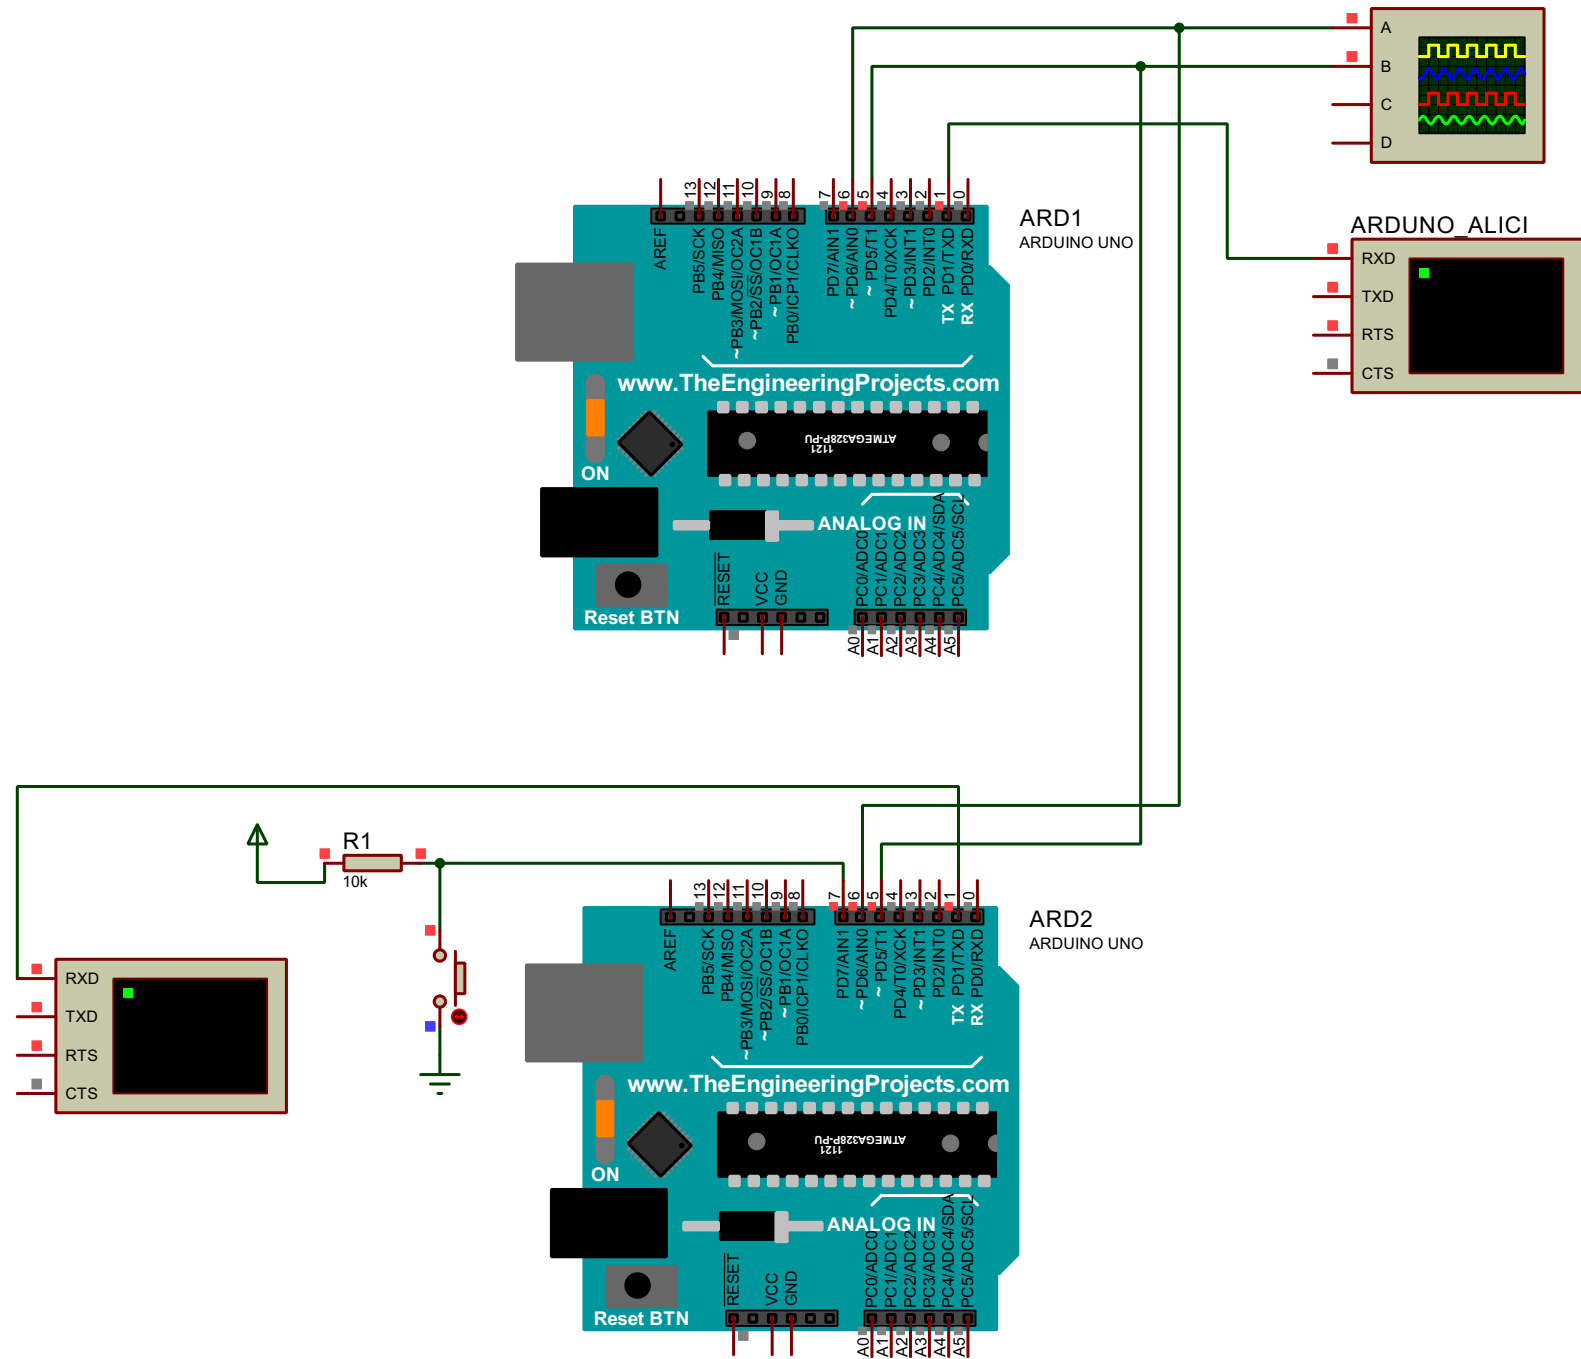 A
B
C
D
ARDUNO_ALICI
RXD
TXD
RTS
CTS
ARD1
ARDUINO UNO
13
12
11
10
9
8
7
6
5
4
3
2
1
0
AREF
PB5/SCK
PB4/MISO
~PB3/MOSI/OC2A
~PB2/SS/OC1B
~PB1/OC1A
PB0/ICP1/CLKO
PD7/AIN1
~PD6/AIN0
~PD5/T1
PD4/T0/XCK
~PD3/INT1
PD2/INT0
TX PD1/TXD
RX PD0/RXD
www.TheEngineeringProjects.com
ATMEGA328P-PU
1121
ON
ANALOG IN
Reset BTN
RESET
VCC
GND
PC0/ADC0
PC1/ADC1
PC2/ADC2
PC3/ADC3
PC4/ADC4/SDA
PC5/ADC5/SCL
A0
A1
A2
A3
A4
A5
R1
10k
RXD
TXD
RTS
CTS
ARD2
ARDUINO UNO
13
12
11
10
9
8
7
6
5
4
3
2
1
0
AREF
PB5/SCK
PB4/MISO
~PB3/MOSI/OC2A
~PB2/SS/OC1B
~PB1/OC1A
PB0/ICP1/CLKO
PD7/AIN1
~PD6/AIN0
~PD5/T1
PD4/T0/XCK
~PD3/INT1
PD2/INT0
TX PD1/TXD
RX PD0/RXD
www.TheEngineeringProjects.com
ATMEGA328P-PU
1121
ON
ANALOG IN
Reset BTN
RESET
VCC
GND
PC0/ADC0
PC1/ADC1
PC2/ADC2
PC3/ADC3
PC4/ADC4/SDA
PC5/ADC5/SCL
A0
A1
A2
A3
A4
A5